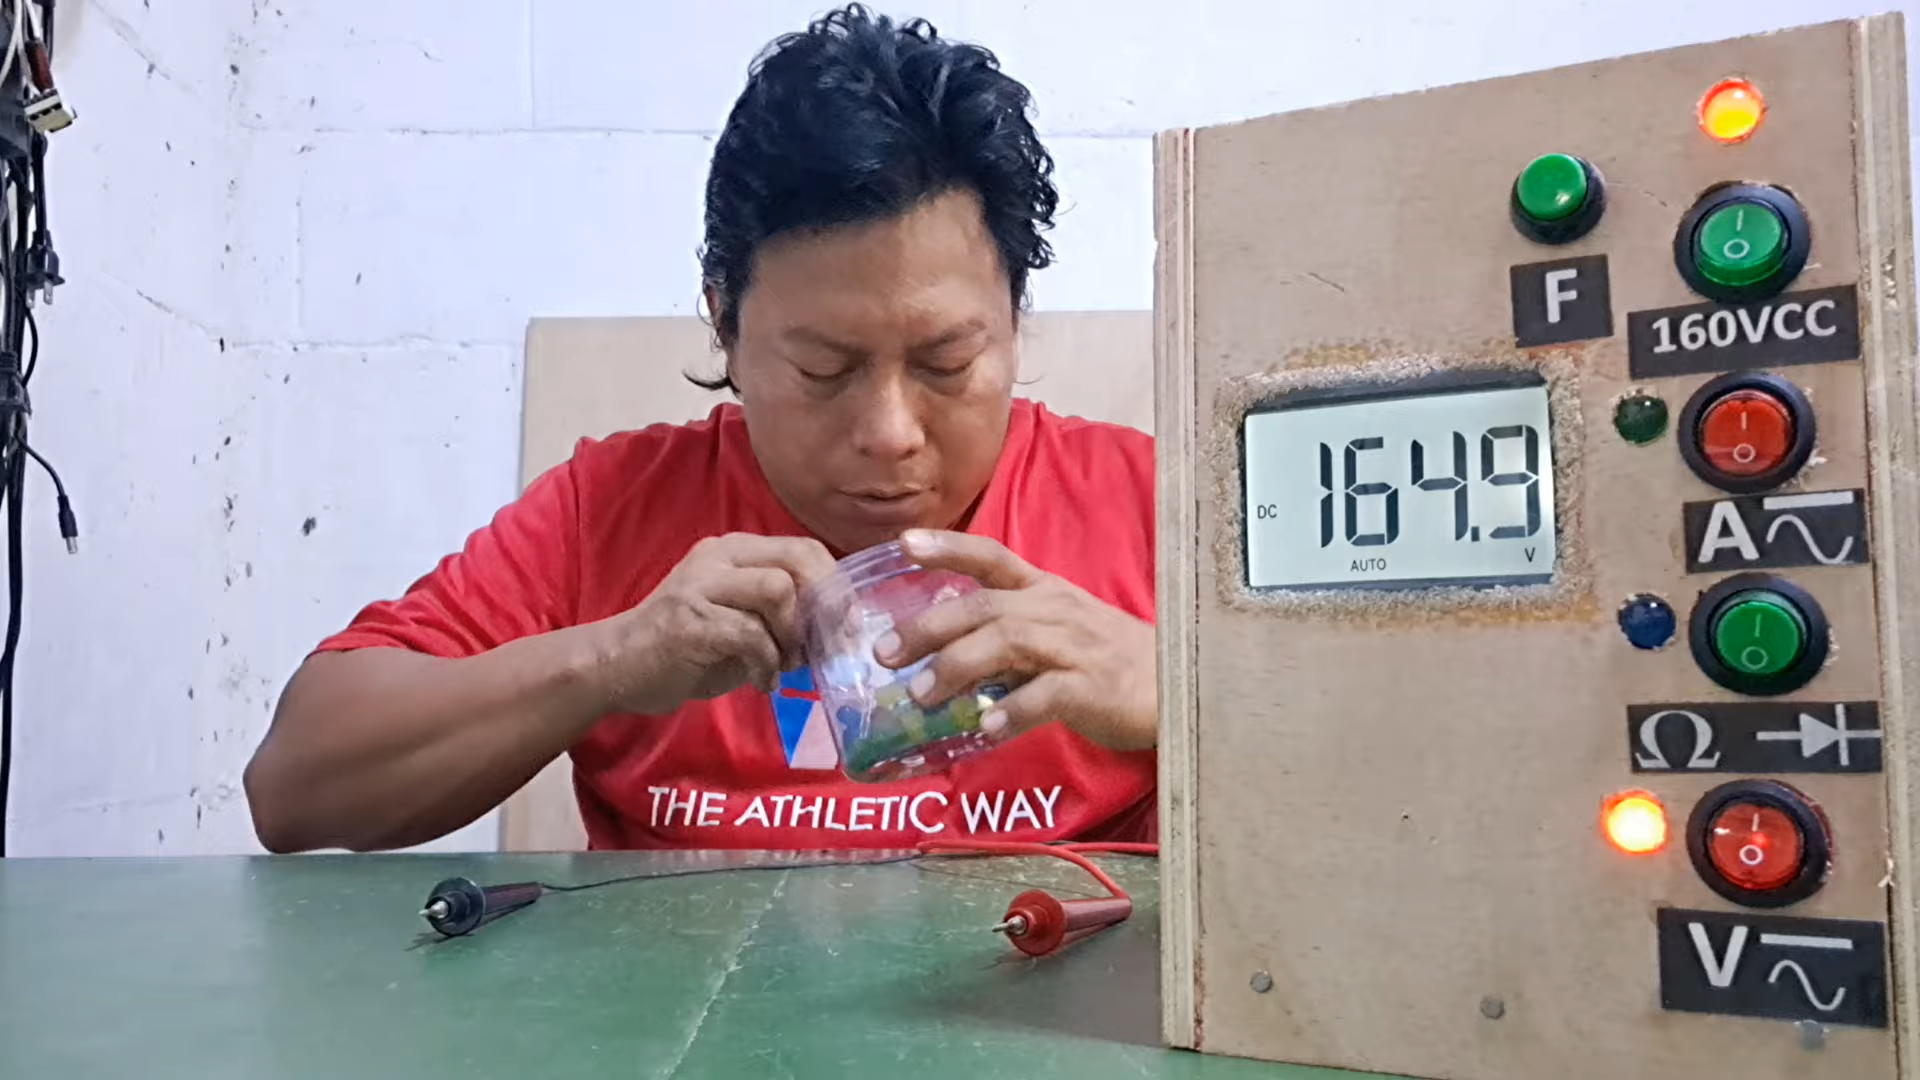 THE ATHLETIC WAY
F
160VCC
DC
164.9
AUTO
V
A
Ω
V